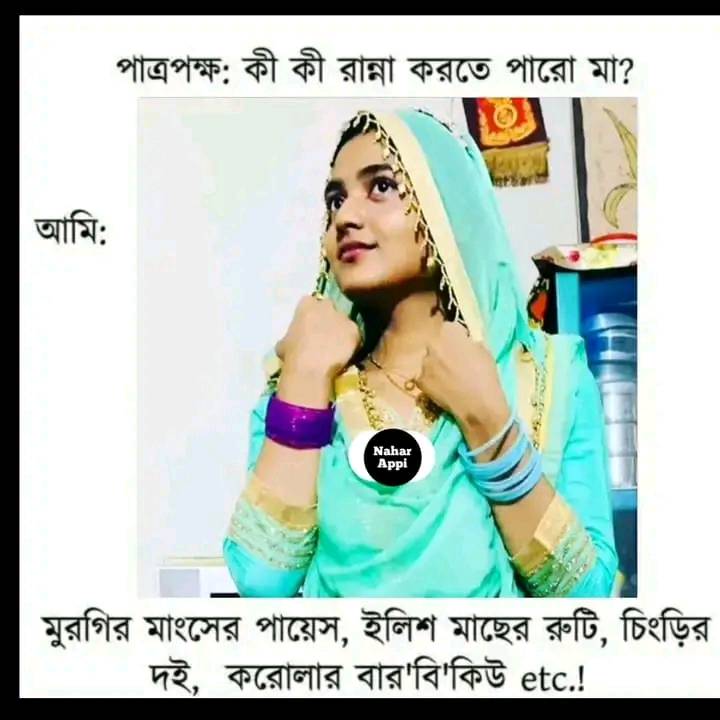 পাত্রপক্ষ: কী কী রান্না করতে পারো মা?
আমি:
Nahar
Appi
মুরগির মাংসের পায়েস, ইলিশ মাছের রুটি, চিংড়ির
দই, করোলার বার'বি'কিউ etc.!